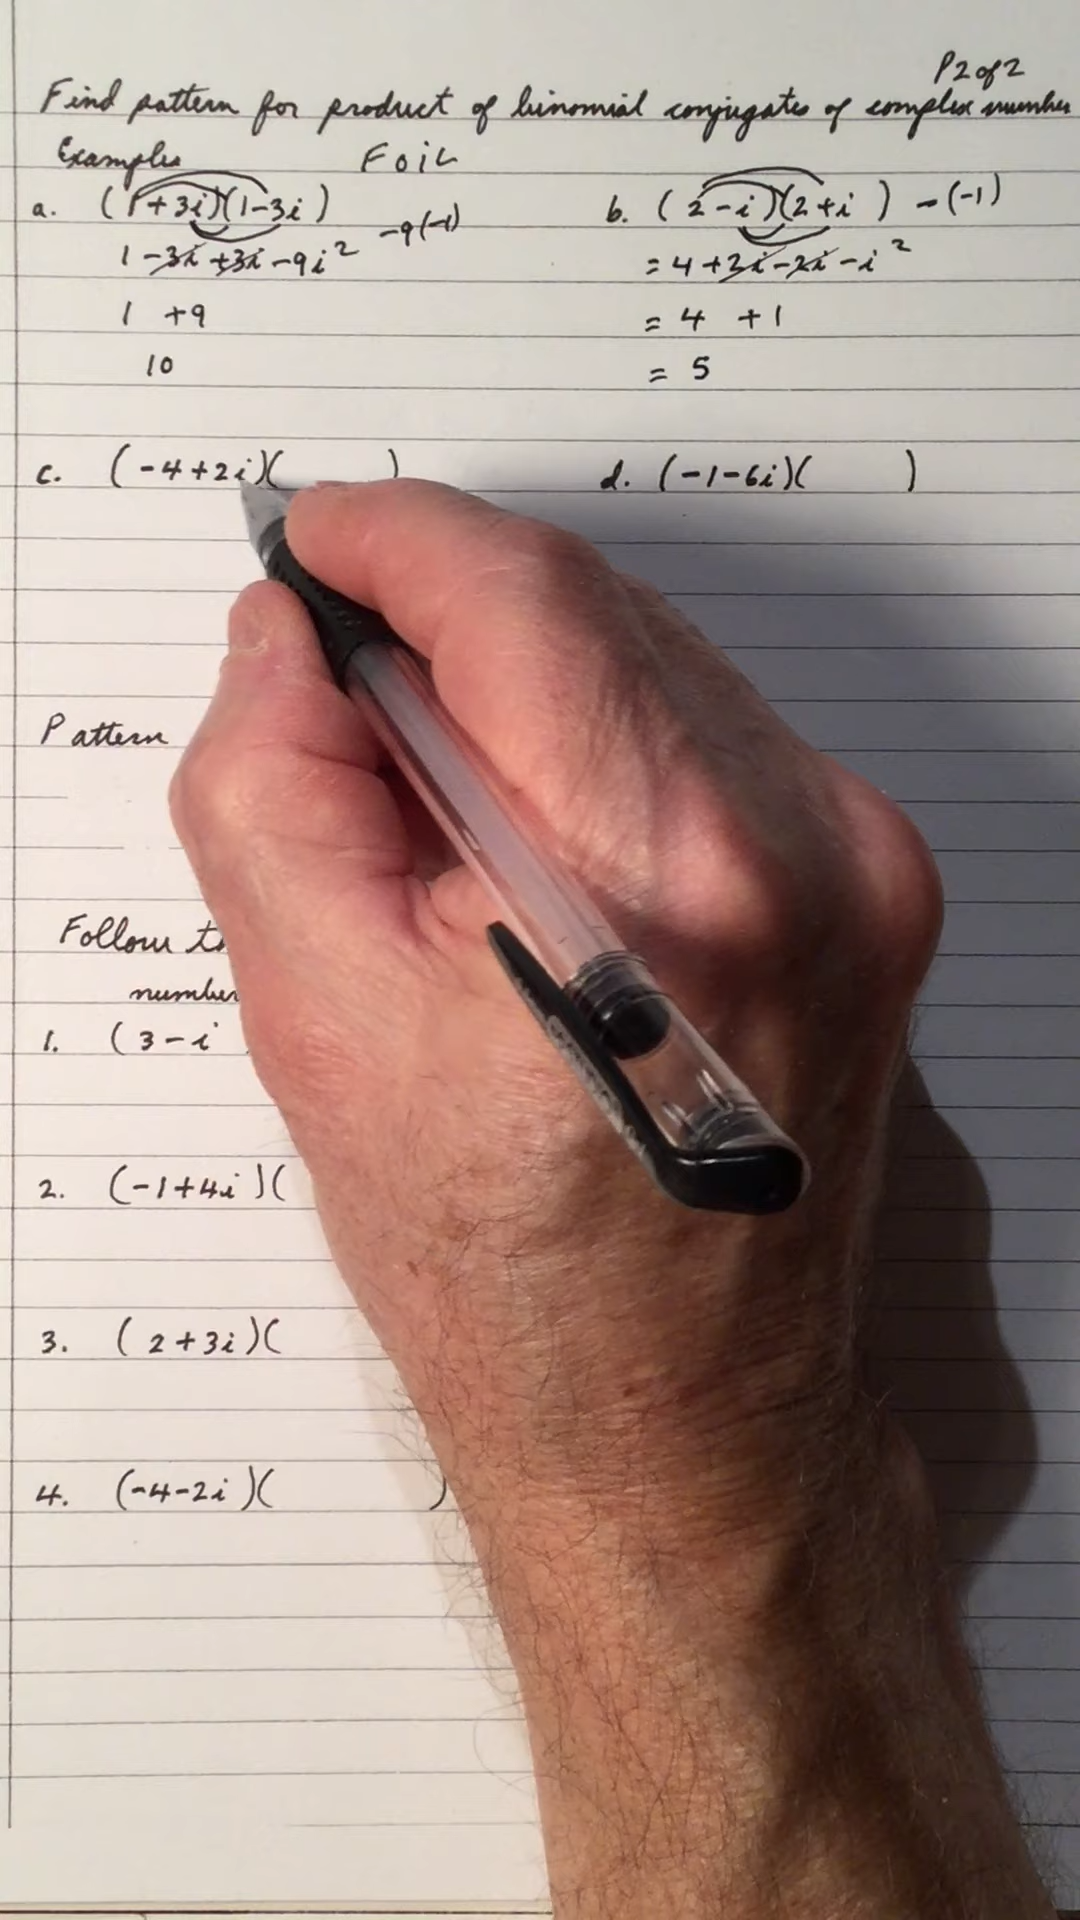 P2 of 2
Find pattern for product of binomial conjugates of complex number
Examples FOIL
a. (1+3i)(1-3i) -9(-1)
1-3i+3i-9i²
1 +9
10
b. (2-i)(2+i) -(-1)
=4+2i-2i-i²
= 4 +1
= 5
c. (-4+2i)( )
d. (-1-6i)( )
Pattern
Follow
number
1. (3-i
2. (-1+4i)(
3. (2+3i)(
4. (-4-2i)( )